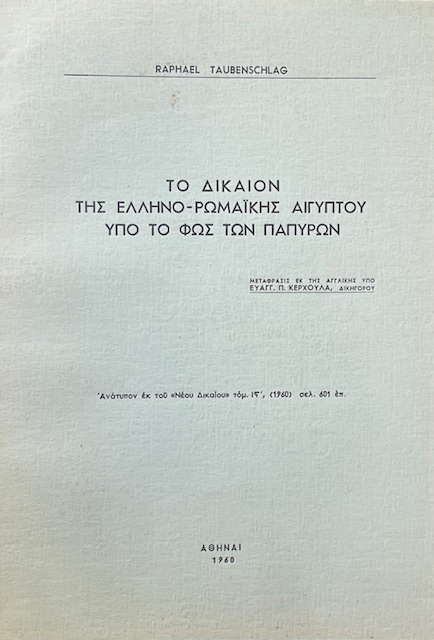 RAPHAEL TAUBENSCHLAG
ΤΟ ΔΙΚΑΙΟΝ
ΤΗΣ ΕΛΛΗΝΟ-ΡΩΜΑΪΚΗΣ ΑΙΓΥΠΤΟΥ
ΥΠΟ ΤΟ ΦΩΣ ΤΩΝ ΠΑΠΥΡΩΝ
ΜΕΤΑΦΡΑΣΙΣ ΕΚ ΤΗΣ ΑΓΓΛΙΚΗΣ ΥΠΟ
ΕΥΑΓΓ. Π. ΚΕΡΧΟΥΛΑ, ΔΙΚΗΓΟΡΟΥ
Ἀνάτυπον ἐκ τοῦ «Νέου Δικαίου» τόμ. ΙϚ´, (1960) σελ. 601 ἑπ.
ΑΘΗΝΑΙ
1960